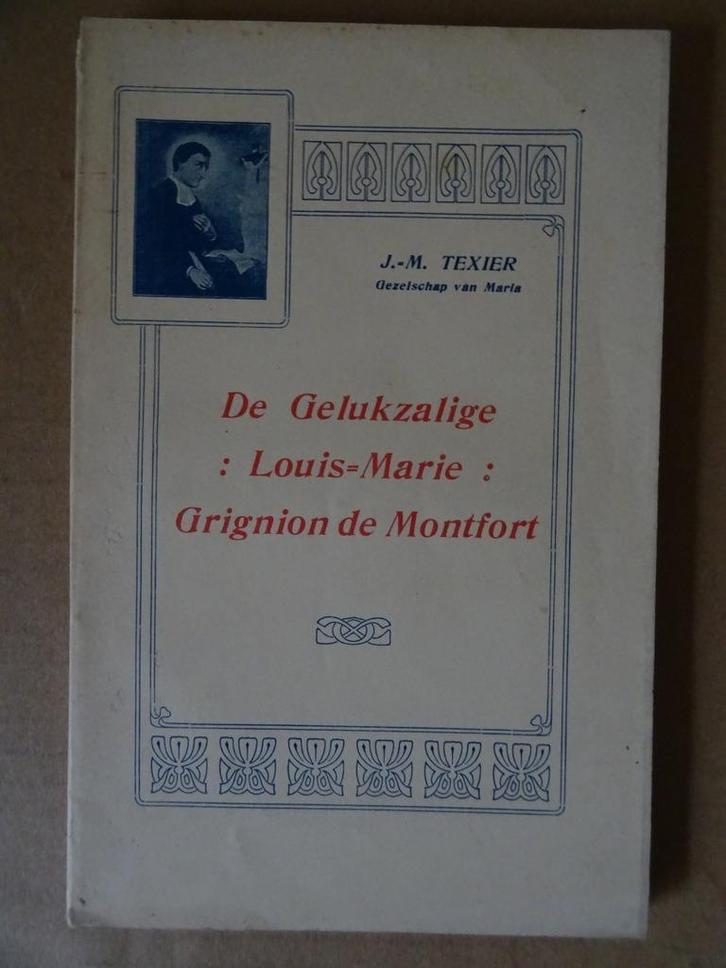 J.-M. TEXIER
Gezelschap van Maria
De Gelukzalige
: Louis=Marie :
Grignion de Montfort